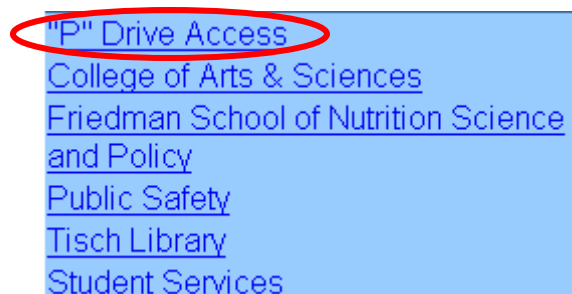 "P" Drive Access
College of Arts & Sciences
Friedman School of Nutrition Science
and Policy
Public Safety
Tisch Library
Student Services